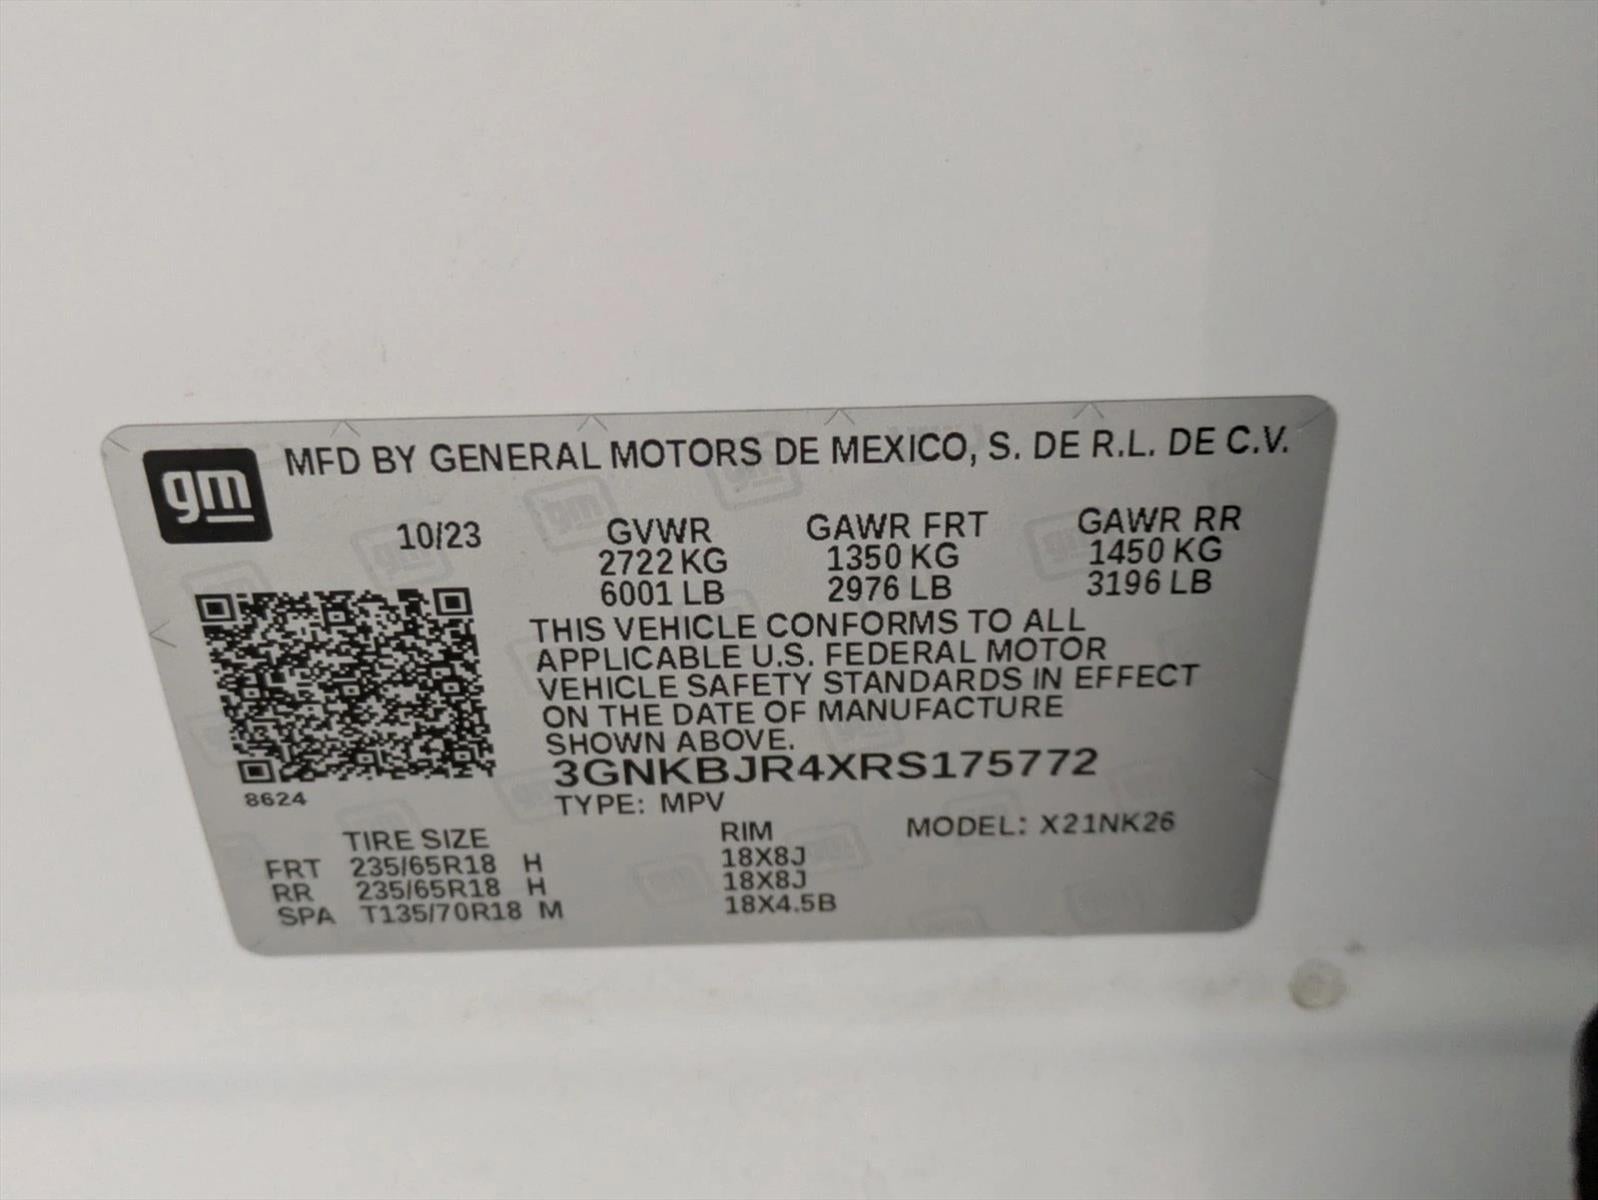 gm
MFD BY GENERAL MOTORS DE MEXICO, S. DE R.L. DE C.V.
10/23 GVWR GAWR FRT GAWR RR
2722 KG 1350 KG 1450 KG
6001 LB 2976 LB 3196 LB
THIS VEHICLE CONFORMS TO ALL
APPLICABLE U.S. FEDERAL MOTOR
VEHICLE SAFETY STANDARDS IN EFFECT
ON THE DATE OF MANUFACTURE
SHOWN ABOVE.
3GNKBJR4XRS175772
8624
TYPE: MPV
TIRE SIZE RIM MODEL: X21NK26
FRT 235/65R18 H 18X8J
RR 235/65R18 H 18X8J
SPA T135/70R18 M 18X4.5B